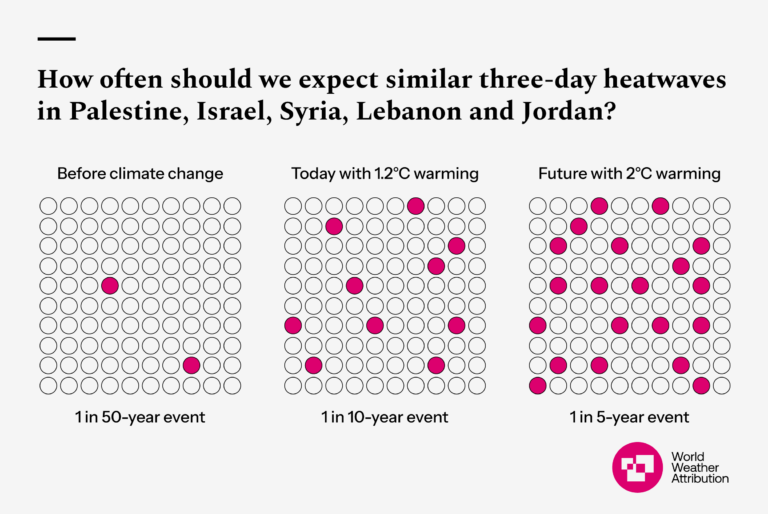 How often should we expect similar three-day heatwaves
in Palestine, Israel, Syria, Lebanon and Jordan?
Before climate change
Today with 1.2°C warming
Future with 2°C warming
1 in 50-year event
1 in 10-year event
1 in 5-year event
World
Weather
Attribution